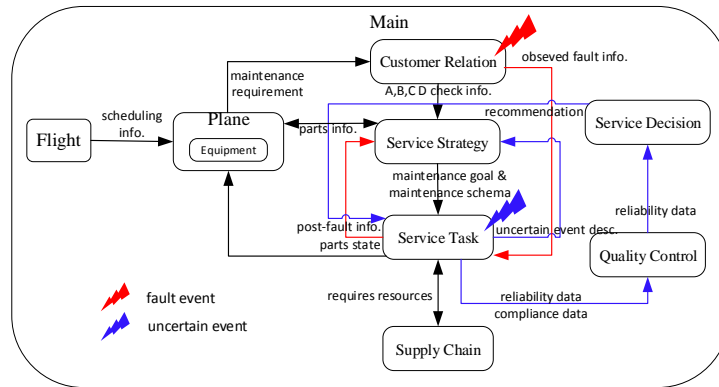 Main
Customer Relation
obseved fault info.
maintenance
requirement
A,B,C D check info.
scheduling
info.
Flight
Plane
Equipment
parts info.
recommendation
Service Strategy
Service Decision
maintenance goal &
maintenance schema
post-fault info.
parts state
Service Task
uncertain event desc.
reliability data
Quality Control
fault event
uncertain event
requires resources
reliability data
compliance data
Supply Chain